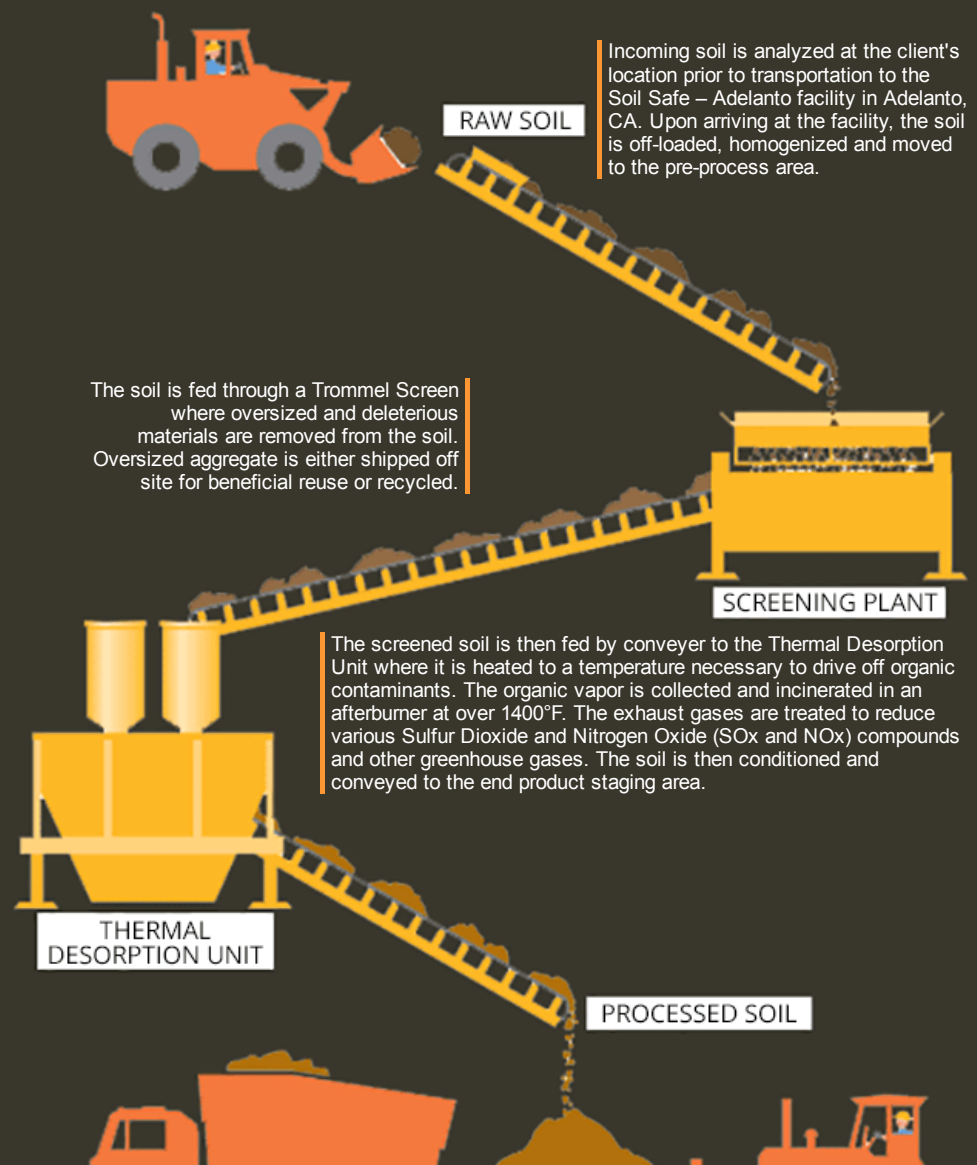 Incoming soil is analyzed at the client's
location prior to transportation to the
Soil Safe – Adelanto facility in Adelanto,
CA. Upon arriving at the facility, the soil
is off-loaded, homogenized and moved
to the pre-process area.
RAW SOIL
The soil is fed through a Trommel Screen
where oversized and deleterious
materials are removed from the soil.
Oversized aggregate is either shipped off
site for beneficial reuse or recycled.
SCREENING PLANT
The screened soil is then fed by conveyer to the Thermal Desorption
Unit where it is heated to a temperature necessary to drive off organic
contaminants. The organic vapor is collected and incinerated in an
afterburner at over 1400°F. The exhaust gases are treated to reduce
various Sulfur Dioxide and Nitrogen Oxide (SOx and NOx) compounds
and other greenhouse gases. The soil is then conditioned and
conveyed to the end product staging area.
THERMAL
DESORPTION UNIT
PROCESSED SOIL